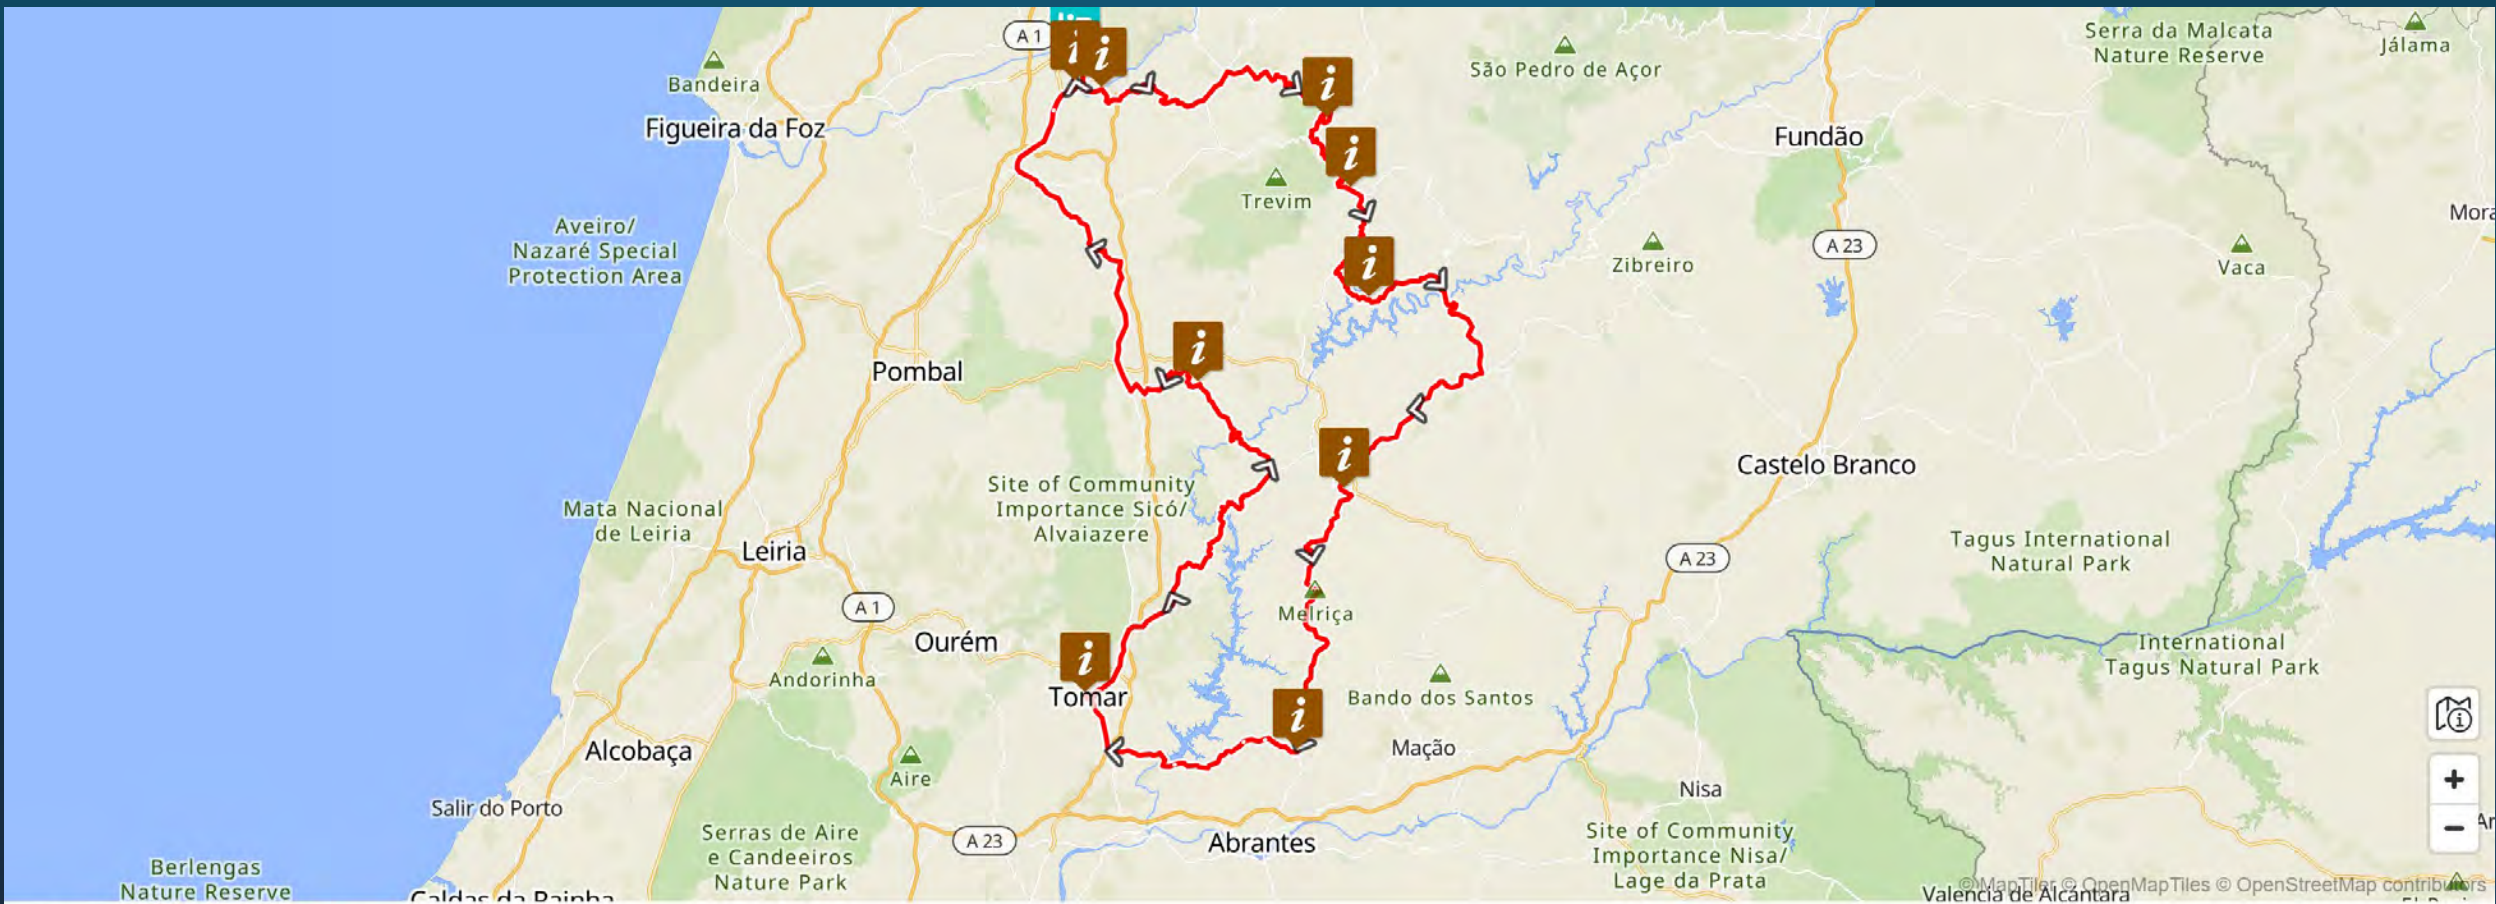 A 1
Serra da Malcata
Nature Reserve
Jálama
São Pedro de Açor
Bandeira
Figueira da Foz
Fundão
Trevim
Aveiro/
Nazaré Special
Protection Area
A 23
Zibreiro
Vaca
Pombal
Castelo Branco
Site of Community
Importance Sicó/
Alvaiazere
Mata Nacional
de Leiria
Leiria
A 23
Tagus International
Natural Park
A 1
Melriça
Ourém
International
Tagus Natural Park
Andorinha
Tomar
Bando dos Santos
Alcobaça
Mação
Aire
Nisa
Salir do Porto
Serras de Aire
e Candeeiros
Nature Park
A 23
Abrantes
Site of Community
Importance Nisa/
Lage da Prata
Berlengas
Nature Reserve
Caldas da Rainha
Valencia de Alcántara
© MapTiler © OpenMapTiles © OpenStreetMap contributors